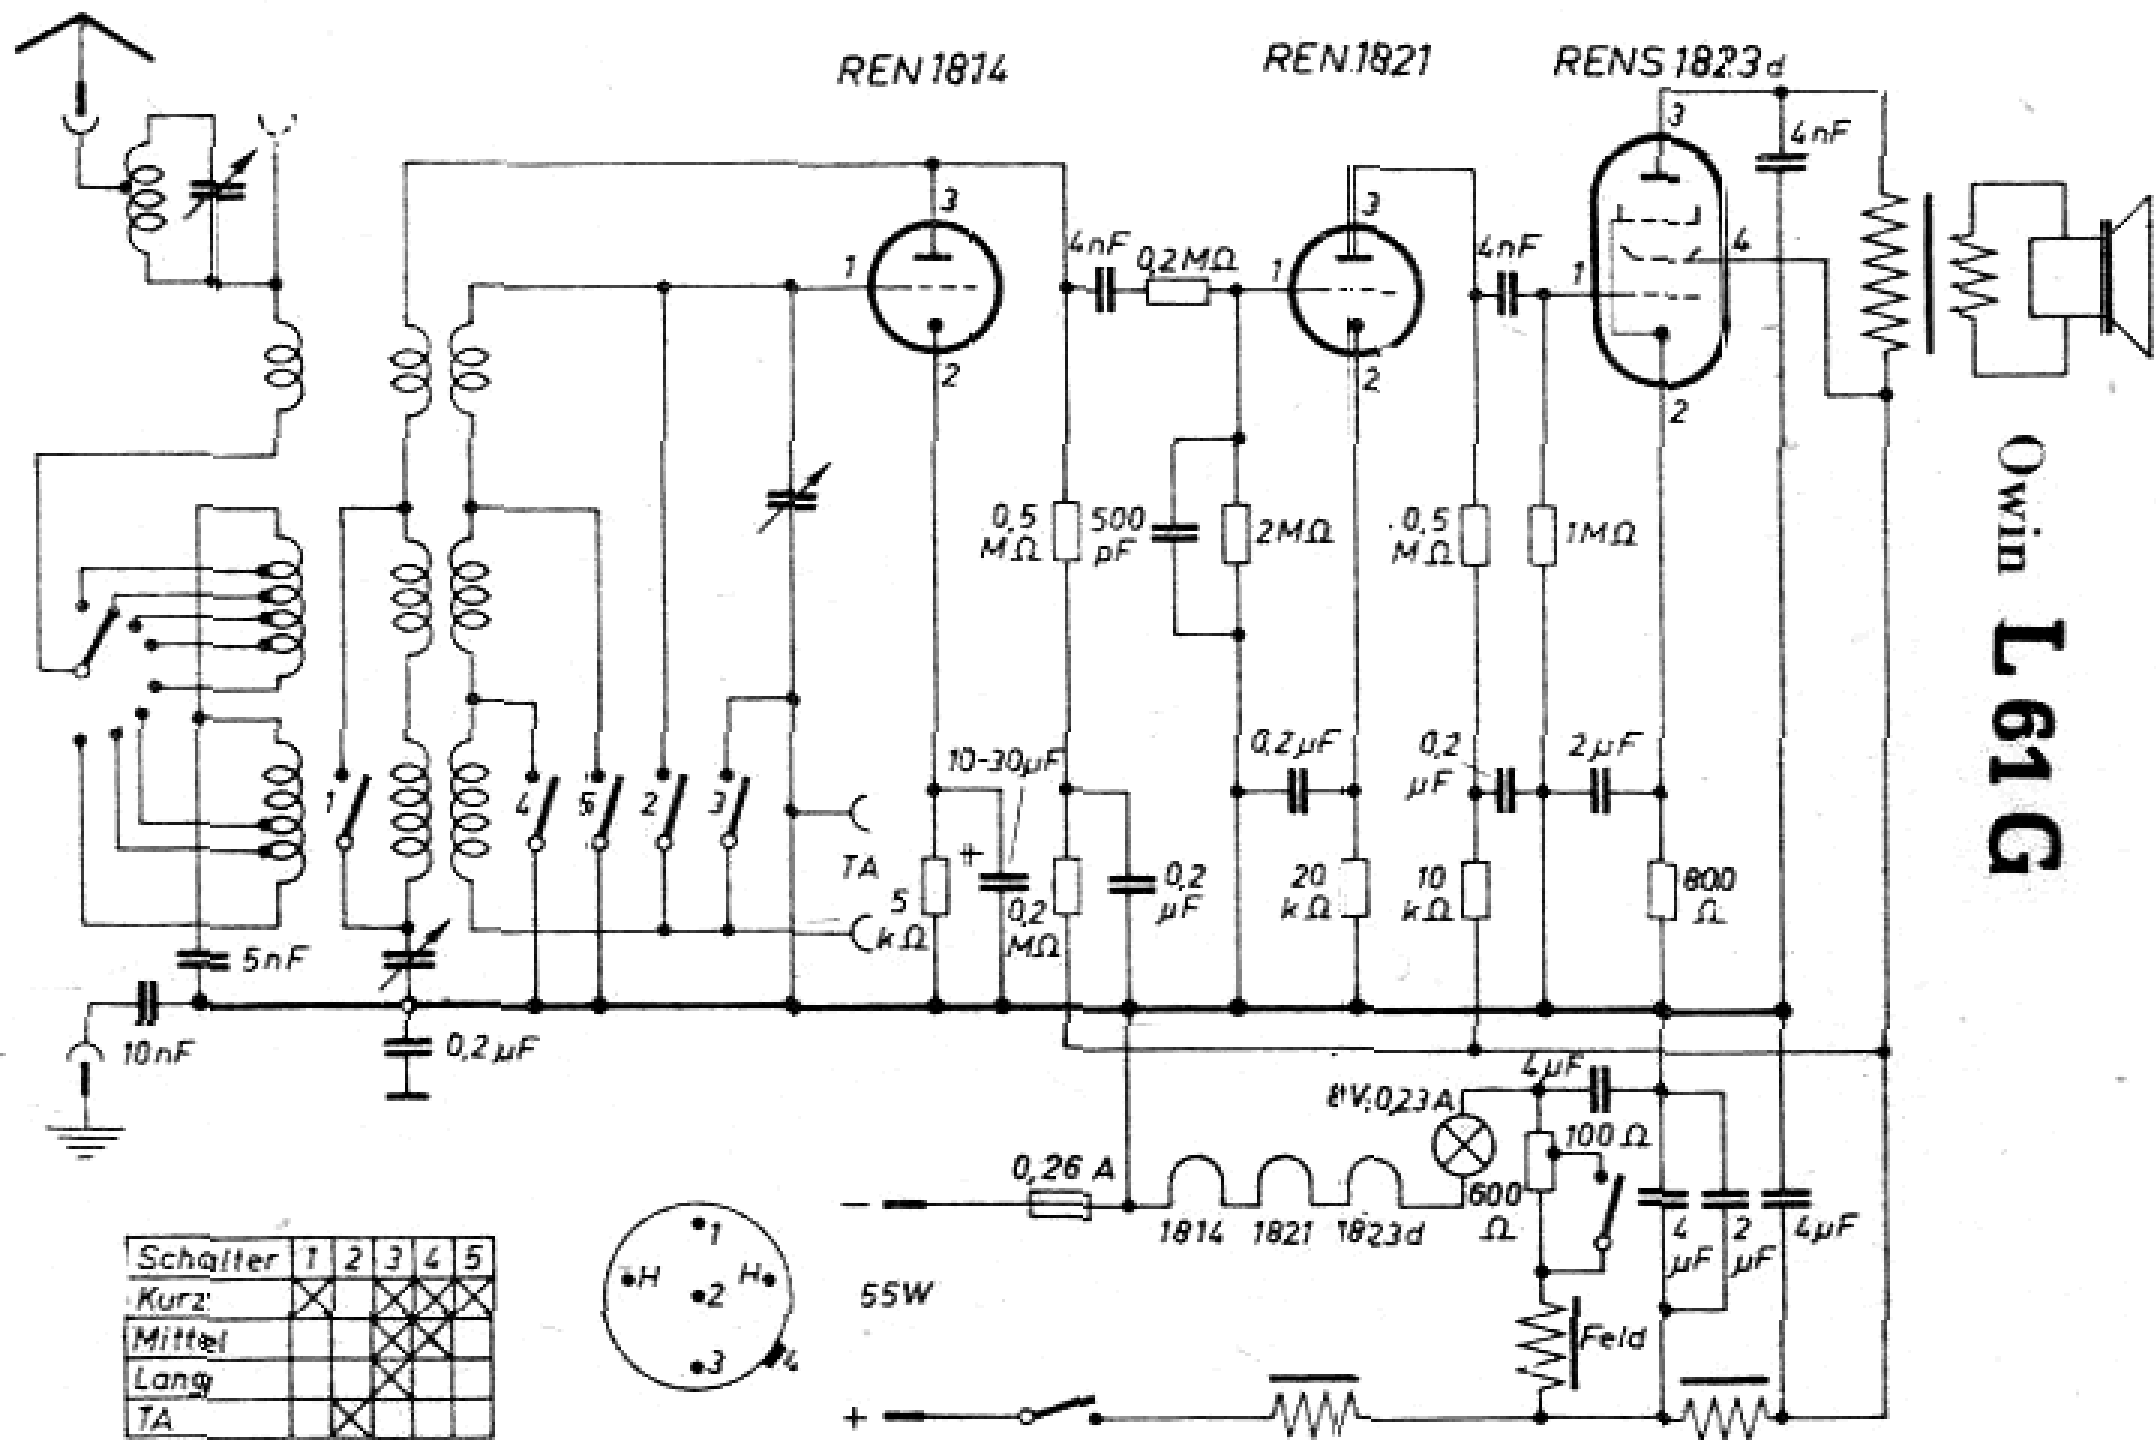 REN 1814
REN 1821
RENS 1823d
3
4nF
3
3
4nF
0,2MΩ
4nF
4
1
1
1
2
2
2
Owin L61G
0,5 MΩ
500 pF
2MΩ
0,5 MΩ
1MΩ
10-30µF
0,2µF
0,2 µF
2µF
1
4
5
2
3
TA
+
5 kΩ
0,2 MΩ
0,2 µF
20 kΩ
10 kΩ
800 Ω
5nF
10nF
0,2µF
4µF
8V.0,23A
100Ω
0,26 A
600 Ω
4 µF
2 µF
4µF
−
1814
1821
1823d
Schalter 1 2 3 4 5
Kurz
Mittel
Lang
TA
1
H
H
2
3
4
55W
Feld
+